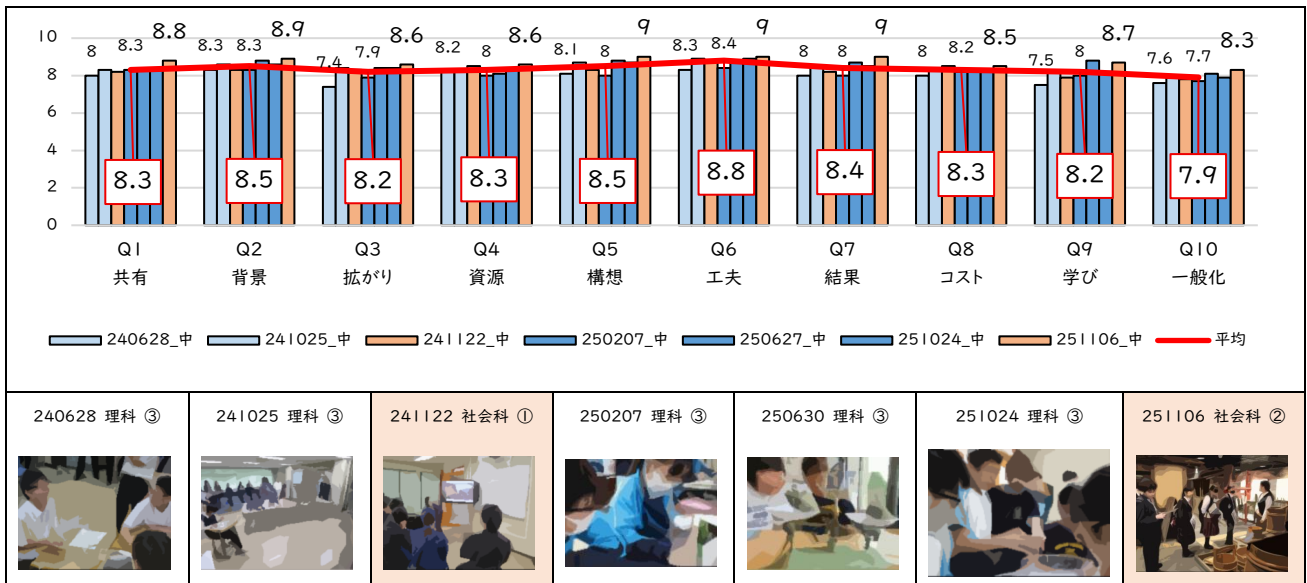 10
8
6
4
2
0
8 8.3 8.8
8.3 8.3 8.9
7.4 7.9 8.6
8.2 8 8.6
8.1 8 9
8.3 8.4 9
8 8 9
8 8.2 8.5
7.5 8 8.7
7.6 7.7 8.3
8.3 8.5 8.2 8.3 8.5 8.8 8.4 8.3 8.2 7.9
Q1 Q2 Q3 Q4 Q5 Q6 Q7 Q8 Q9 Q10
共有 背景 拡がり 資源 構想 工夫 結果 コスト 学び 一般化
240628_中 241025_中 241122_中 250207_中 250627_中 251024_中 251106_中 平均
240628 理科 ③
241025 理科 ③
241122 社会科 ①
250207 理科 ③
250630 理科 ③
251024 理科 ③
251106 社会科 ②